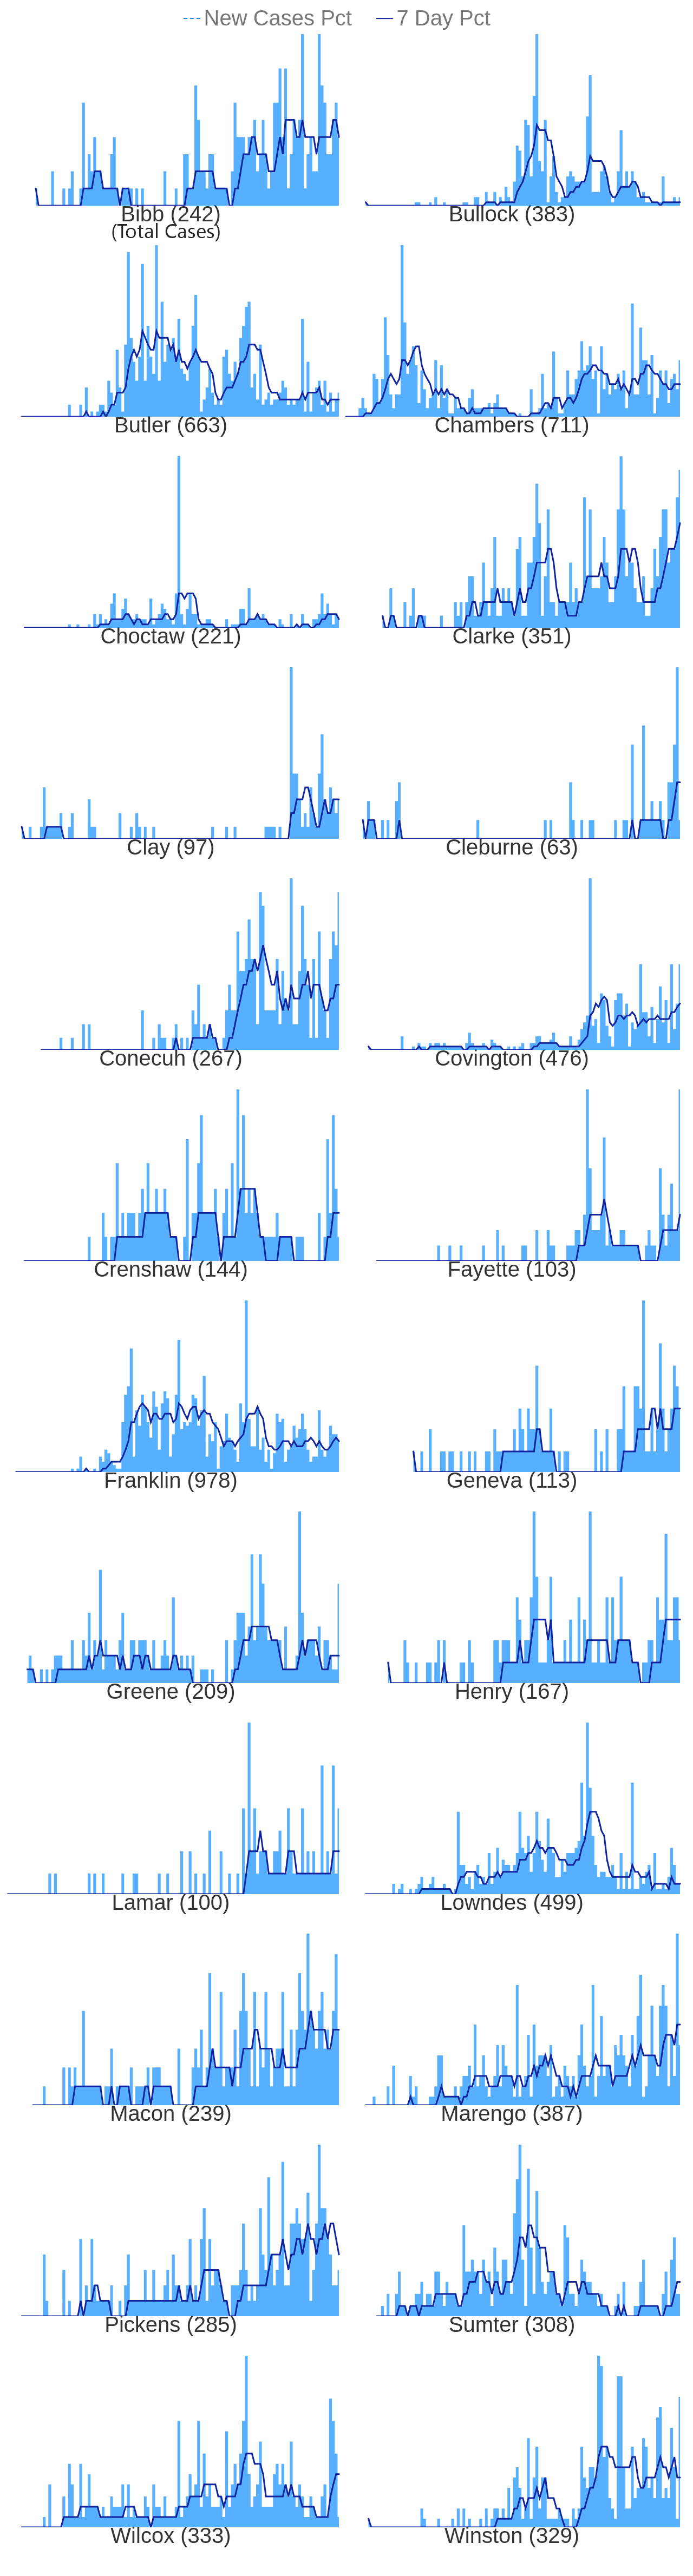 New Cases Pct 7 Day Pct
Bibb (242) Bullock (383)
(Total Cases)
Butler (663) Chambers (711)
Choctaw (221) Clarke (351)
Clay (97) Cleburne (63)
Conecuh (267) Covington (476)
Crenshaw (144) Fayette (103)
Franklin (978) Geneva (113)
Greene (209) Henry (167)
Lamar (100) Lowndes (499)
Macon (239) Marengo (387)
Pickens (285) Sumter (308)
Wilcox (333) Winston (329)